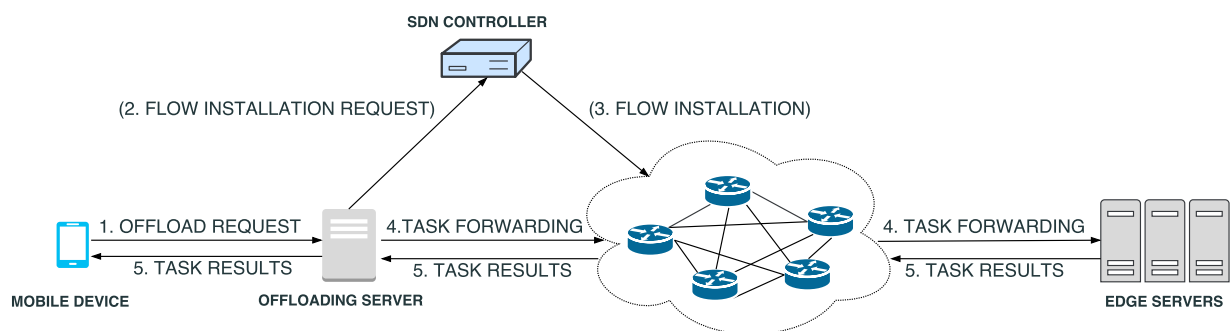 SDN CONTROLLER
(2. FLOW INSTALLATION REQUEST)
(3. FLOW INSTALLATION)
1. OFFLOAD REQUEST
4.TASK FORWARDING
4. TASK FORWARDING
5. TASK RESULTS
5. TASK RESULTS
5. TASK RESULTS
MOBILE DEVICE
OFFLOADING SERVER
EDGE SERVERS